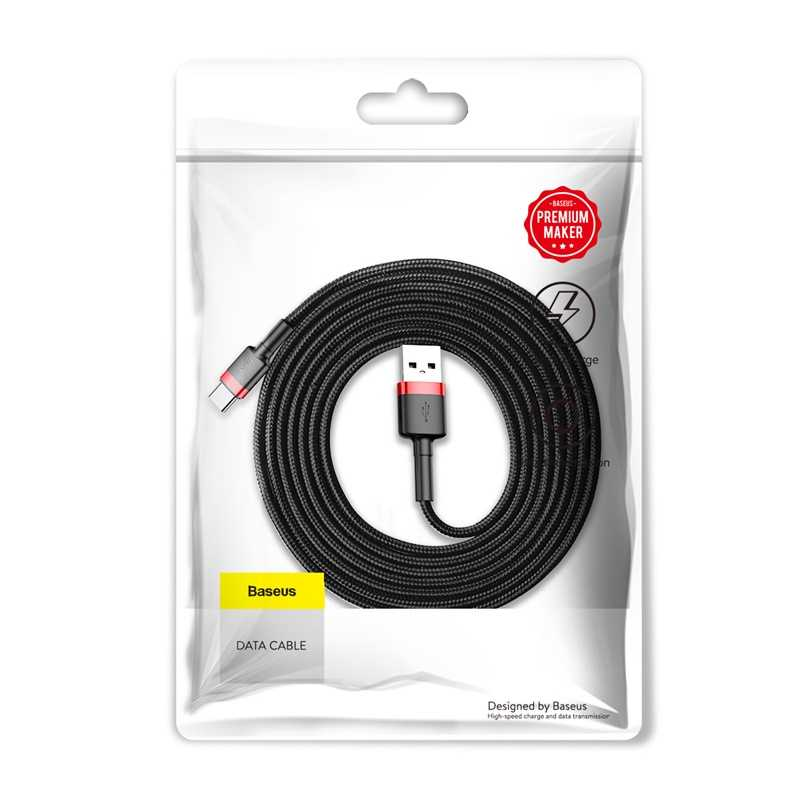 BASEUS
PREMIUM
MAKER
Baseus
DATA CABLE
Designed by Baseus
High-speed charge and data transmission